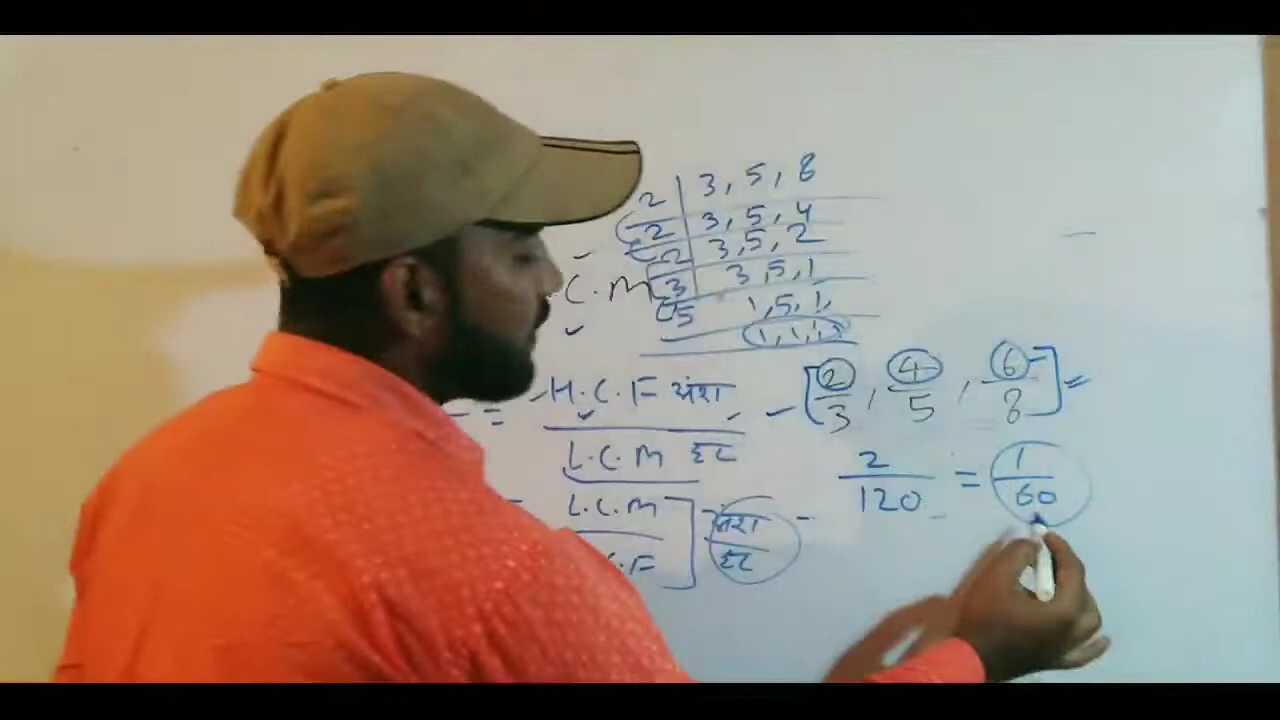 2 | 3, 5, 8
2 | 3, 5, 4
2 | 3, 5, 2
3 | 3, 5, 1
5 1, 5, 1,
1, 1, 1
C.M
= H.C.F अंश
L.C.M हर
[2/3, 4/5, 6/8] =
2/120 = 1/60
L.C.M
अंश
हर